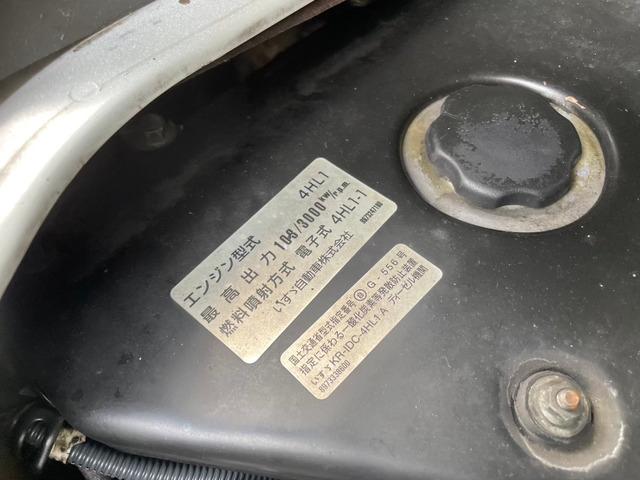 エンジン型式 4HL1
最高出力 103/3000 kW/r.p.m.
燃料噴射方式 電子式 4HL1-1
いすゞ自動車株式会社
国土交通省型式指定番号 G-556号
指定に係わる一酸化炭素等発散防止装置
いすゞKR-IDC-4HL1A ディーゼル機関
8973338600